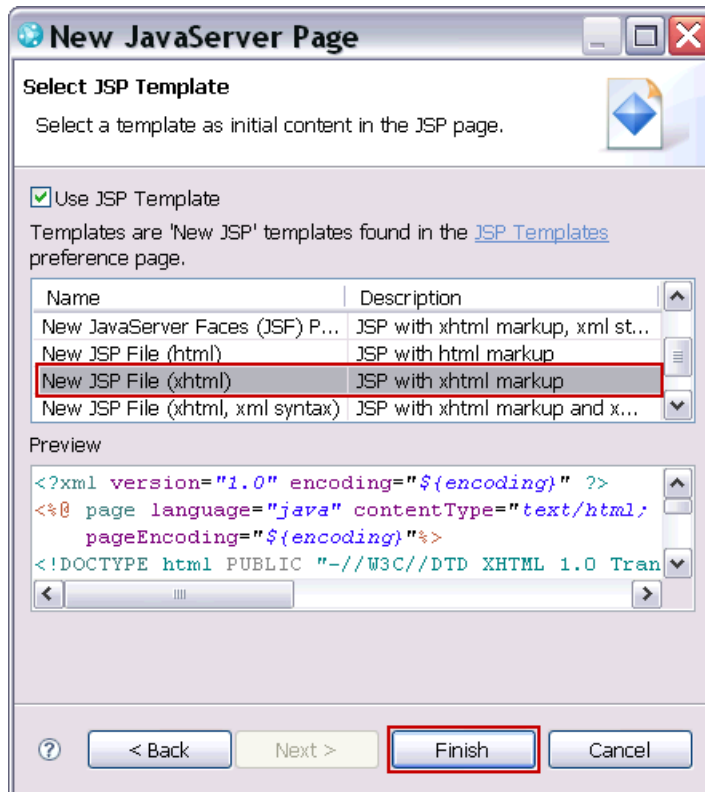 New JavaServer Page
Select JSP Template
Select a template as initial content in the JSP page.
Use JSP Template
Templates are 'New JSP' templates found in the JSP Templates
preference page.
Name Description
New JavaServer Faces (JSF) P... JSP with xhtml markup, xml st...
New JSP File (html) JSP with html markup
New JSP File (xhtml) JSP with xhtml markup
New JSP File (xhtml, xml syntax) JSP with xhtml markup and x...
Preview
<?xml version="1.0" encoding="${encoding}" ?>
<%@ page language="java" contentType="text/html;
pageEncoding="${encoding}"%>
<!DOCTYPE html PUBLIC "-//W3C//DTD XHTML 1.0 Tran
? < Back Next > Finish Cancel